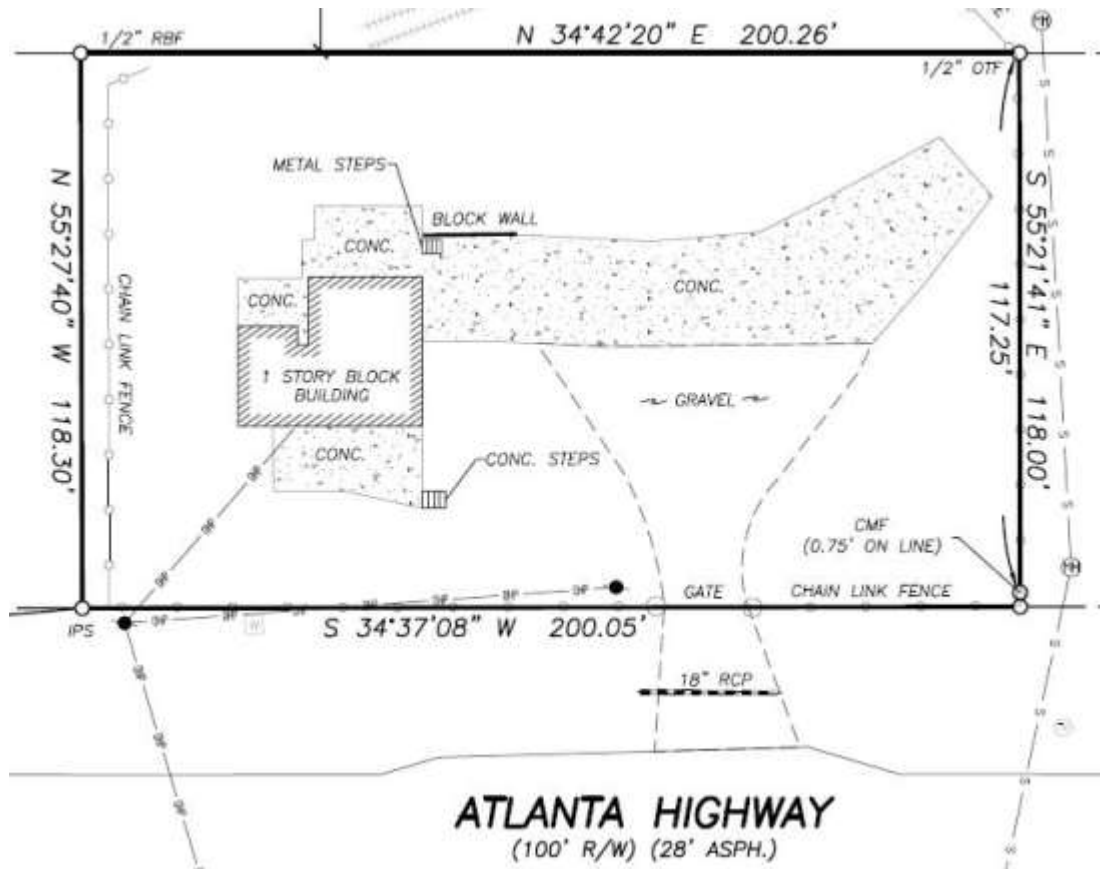 1/2" RBF
N 34°42'20" E 200.26'
1/2" OTF
METAL STEPS
BLOCK WALL
CONC.
CONC.
CONC.
N 55°27'40" W 118.30'
CHAIN LINK FENCE
S 55°21'41" E 118.00'
117.25'
1 STORY BLOCK
BUILDING
GRAVEL
CONC.
CONC. STEPS
CMF
(0.75' ON LINE)
GATE
CHAIN LINK FENCE
IPS
S 34°37'08" W 200.05'
18" RCP
ATLANTA HIGHWAY
(100' R/W) (28' ASPH.)